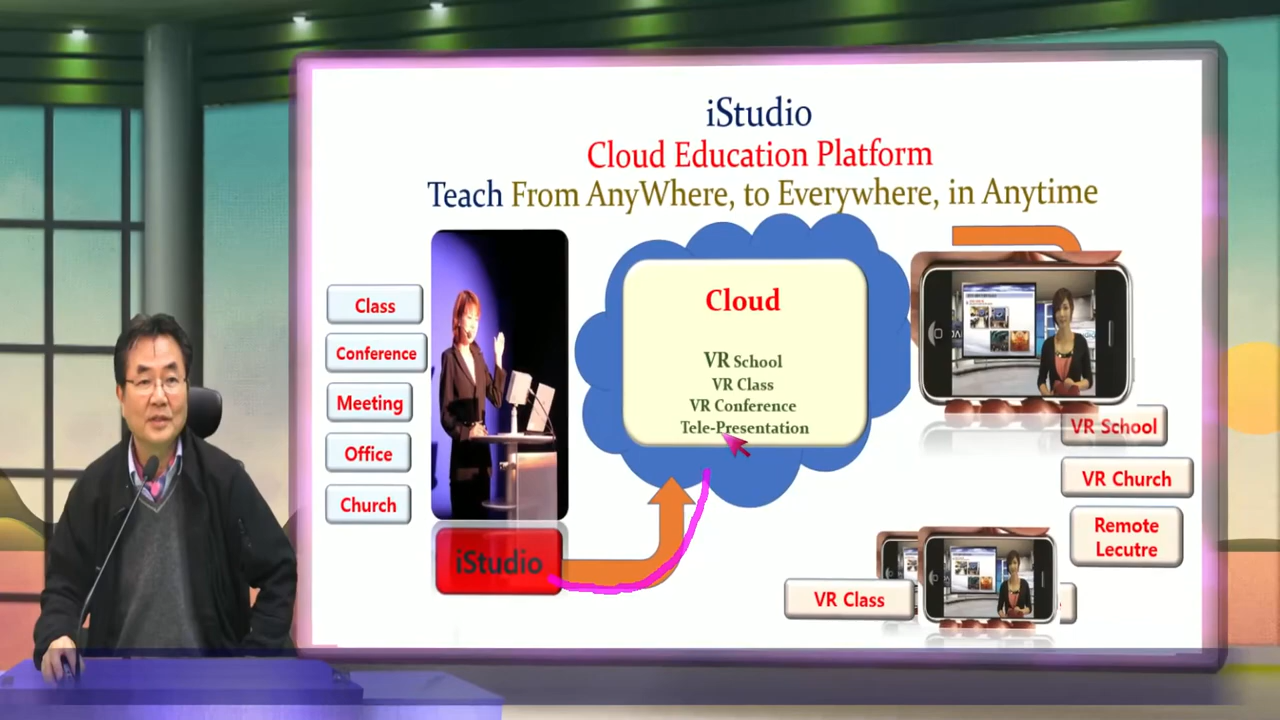 iStudio
Cloud Education Platform
Teach From AnyWhere, to Everywhere, in Anytime
Class
Conference
Meeting
Office
Church
iStudio
Cloud
VR School
VR Class
VR Conference
Tele-Presentation
VR School
VR Church
Remote
Lecutre
VR Class